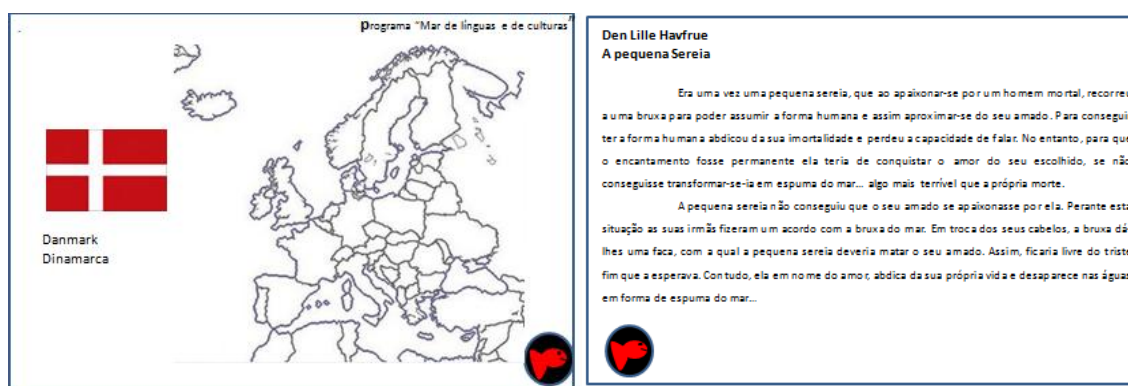 programa "Mar de línguas e de culturas"
Danmark
Dinamarca
Den Lille Havfrue
A pequena Sereia
Era uma vez uma pequena sereia, que ao apaixonar-se por um homem mortal, recorreu
a uma bruxa para poder assumir a forma humana e assim aproximar-se do seu amado. Para conseguir
ter a forma humana abdicou da sua imortalidade e perdeu a capacidade de falar. No entanto, para que
o encantamento fosse permanente ela teria de conquistar o amor do seu escolhido, se não
conseguisse transformar-se-ia em espuma do mar... algo mais terrível que a própria morte.
A pequena sereia não conseguiu que o seu amado se apaixonasse por ela. Perante esta
situação as suas irmãs fizeram um acordo com a bruxa do mar. Em troca dos seus cabelos, a bruxa dá-
lhes uma faca, com a qual a pequena sereia deveria matar o seu amado. Assim, ficaria livre do triste
fim que a esperava. Contudo, ela em nome do amor, abdica da sua própria vida e desaparece nas águas
em forma de espuma do mar...